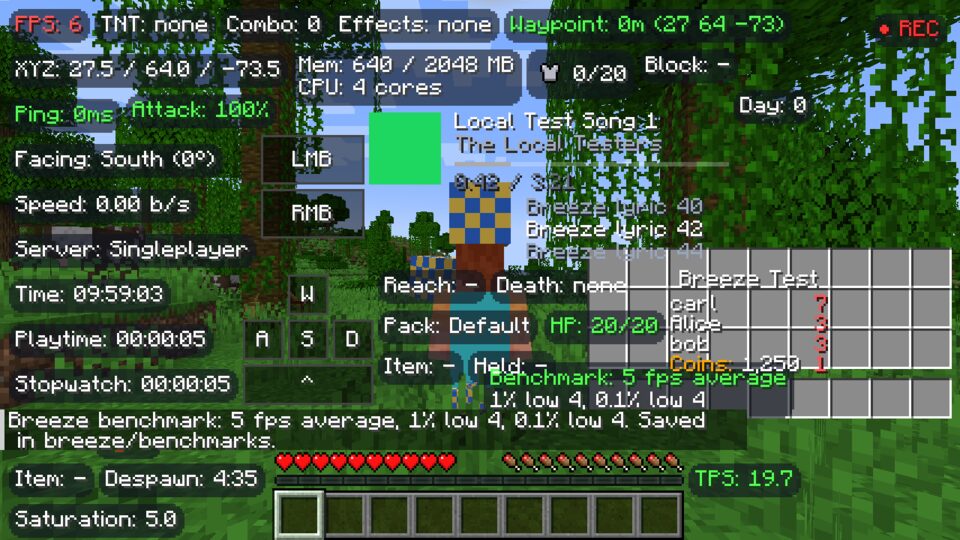 FPS: 6 TNT: none Combo: 0 Effects: none Waypoint: 0m (27 64 -73) ● REC
XYZ: 27.5 / 64.0 / -73.5 Mem: 640 / 2048 MB
CPU: 4 cores
0/20 Block: -
Ping: 0ms Attack: 100% Day: 0
Facing: South (0°) LMB
Local Test Song 1
The Local Testers
0:42 / 3:21
Speed: 0.00 b/s RMB
Breeze lyric 40
Breeze lyric 42
Breeze lyric 44
Server: Singleplayer
Time: 09:59:03 W
Reach: - Death: none
Breeze Test
carl 7
Alice 3
bob 3
Coins: 1,250 1
Playtime: 00:00:05 A S D
Pack: Default HP: 20/20
Item: - Held: -
Stopwatch: 00:00:05 ^
Benchmark: 5 fps average
1% low 4, 0.1% low 4
Breeze benchmark: 5 fps average, 1% low 4, 0.1% low 4. Saved
in breeze/benchmarks.
Item: - Despawn: 4:35 TPS: 19.7
Saturation: 5.0